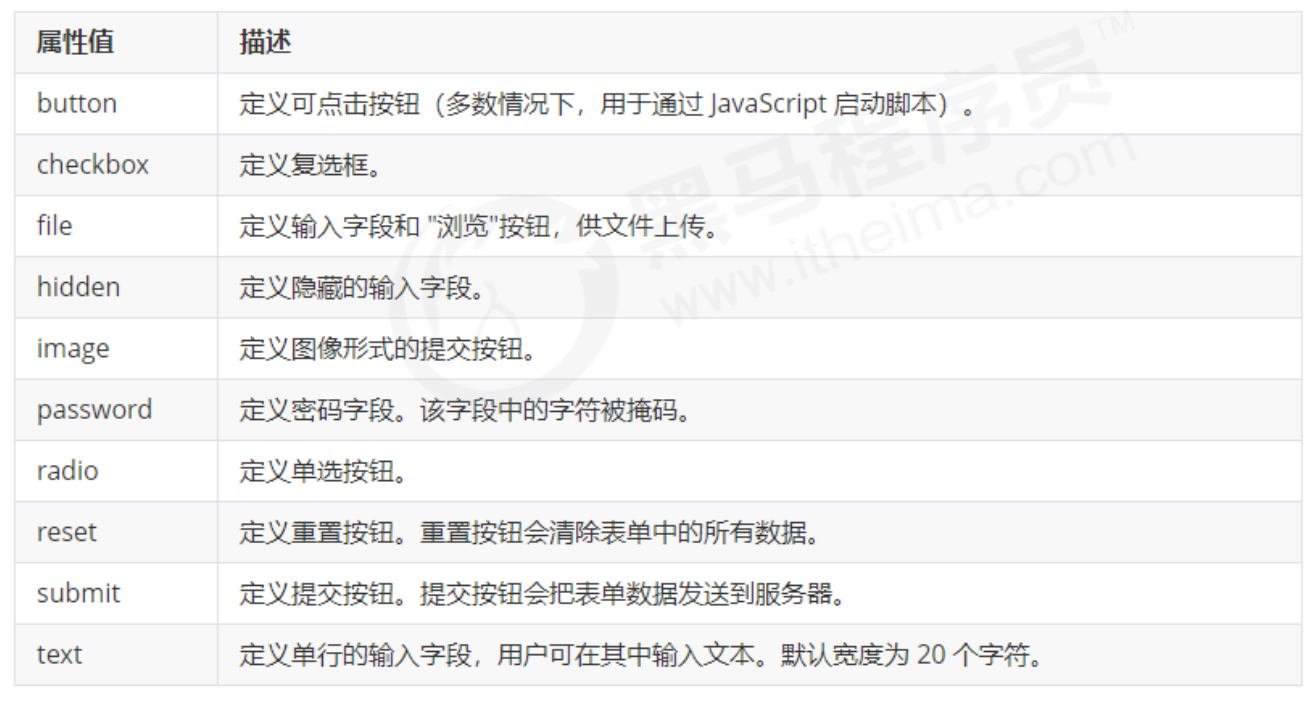 属性值 描述
button 定义可点击按钮（多数情况下，用于通过 JavaScript 启动脚本）。
checkbox 定义复选框。
file 定义输入字段和 "浏览"按钮，供文件上传。
hidden 定义隐藏的输入字段。
image 定义图像形式的提交按钮。
password 定义密码字段。该字段中的字符被掩码。
radio 定义单选按钮。
reset 定义重置按钮。重置按钮会清除表单中的所有数据。
submit 定义提交按钮。提交按钮会把表单数据发送到服务器。
text 定义单行的输入字段，用户可在其中输入文本。默认宽度为 20 个字符。
黑马程序员™
www.itheima.com